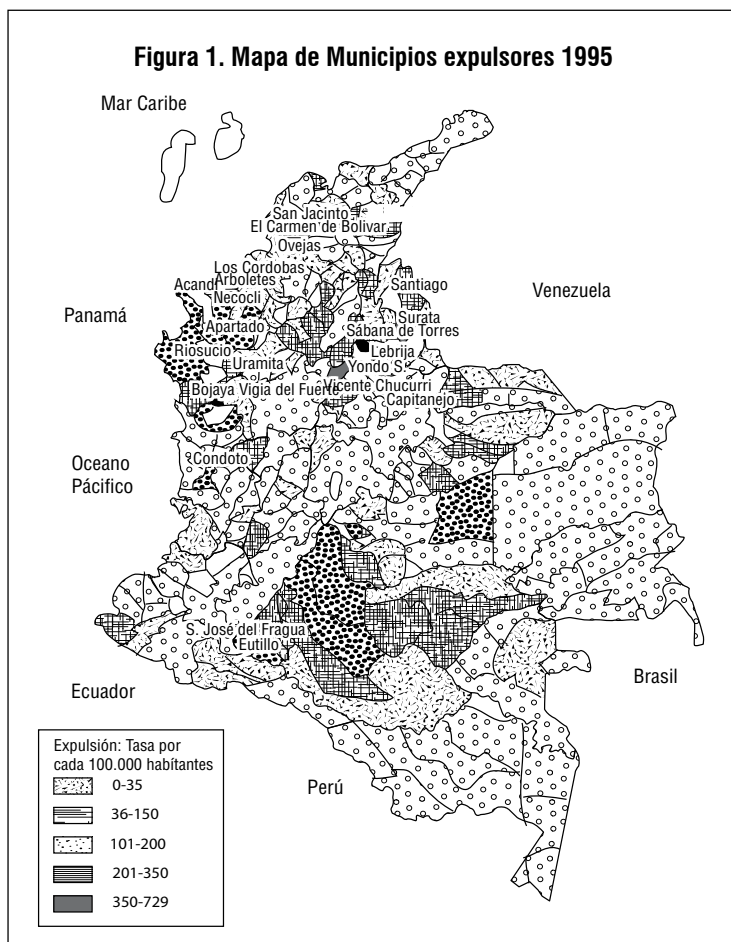 Figura 1. Mapa de Municipios expulsores 1995
Mar Caribe
San Jacinto
El Carmen de Bolivar
Ovejas
Los Cordobas
Arboletes
Acandi
Necocli
Santiago
Venezuela
Panamá
Apartado
Surata
Sábana de Torres
Riosucio
Lebrija
Uramita
Yondo S.
Bojaya Vigia del Fuerte
Vicente Chucurri
Capitanejo
Oceano
Pácifico
Condoto
S. José del Fragua
Eutillo
Ecuador
Brasil
Perú
Expulsión: Tasa por
cada 100.000 habítantes
0-35
36-150
101-200
201-350
350-729